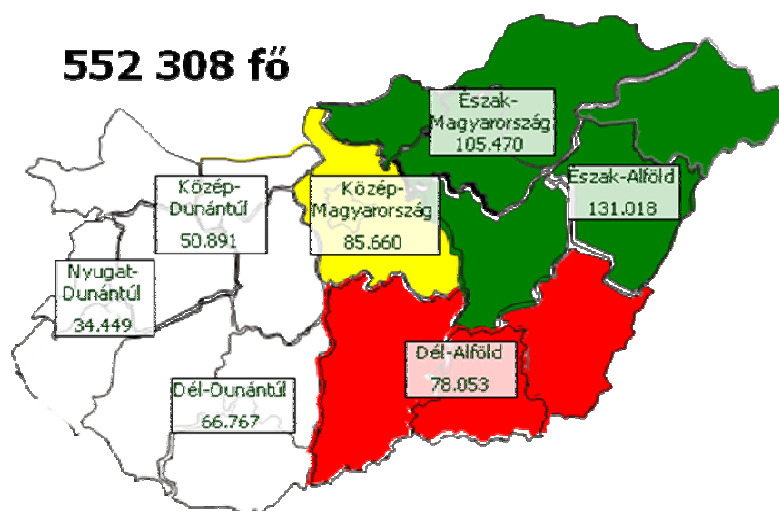 552 308 fő
Észak-
Magyarország
105.470
Észak-Alföld
131.018
Közép-
Dunántúl
50.891
Közép-
Magyarország
85.660
Nyugat-
Dunántúl
34.449
Dél-Alföld
78.053
Dél-Dunántúl
66.767